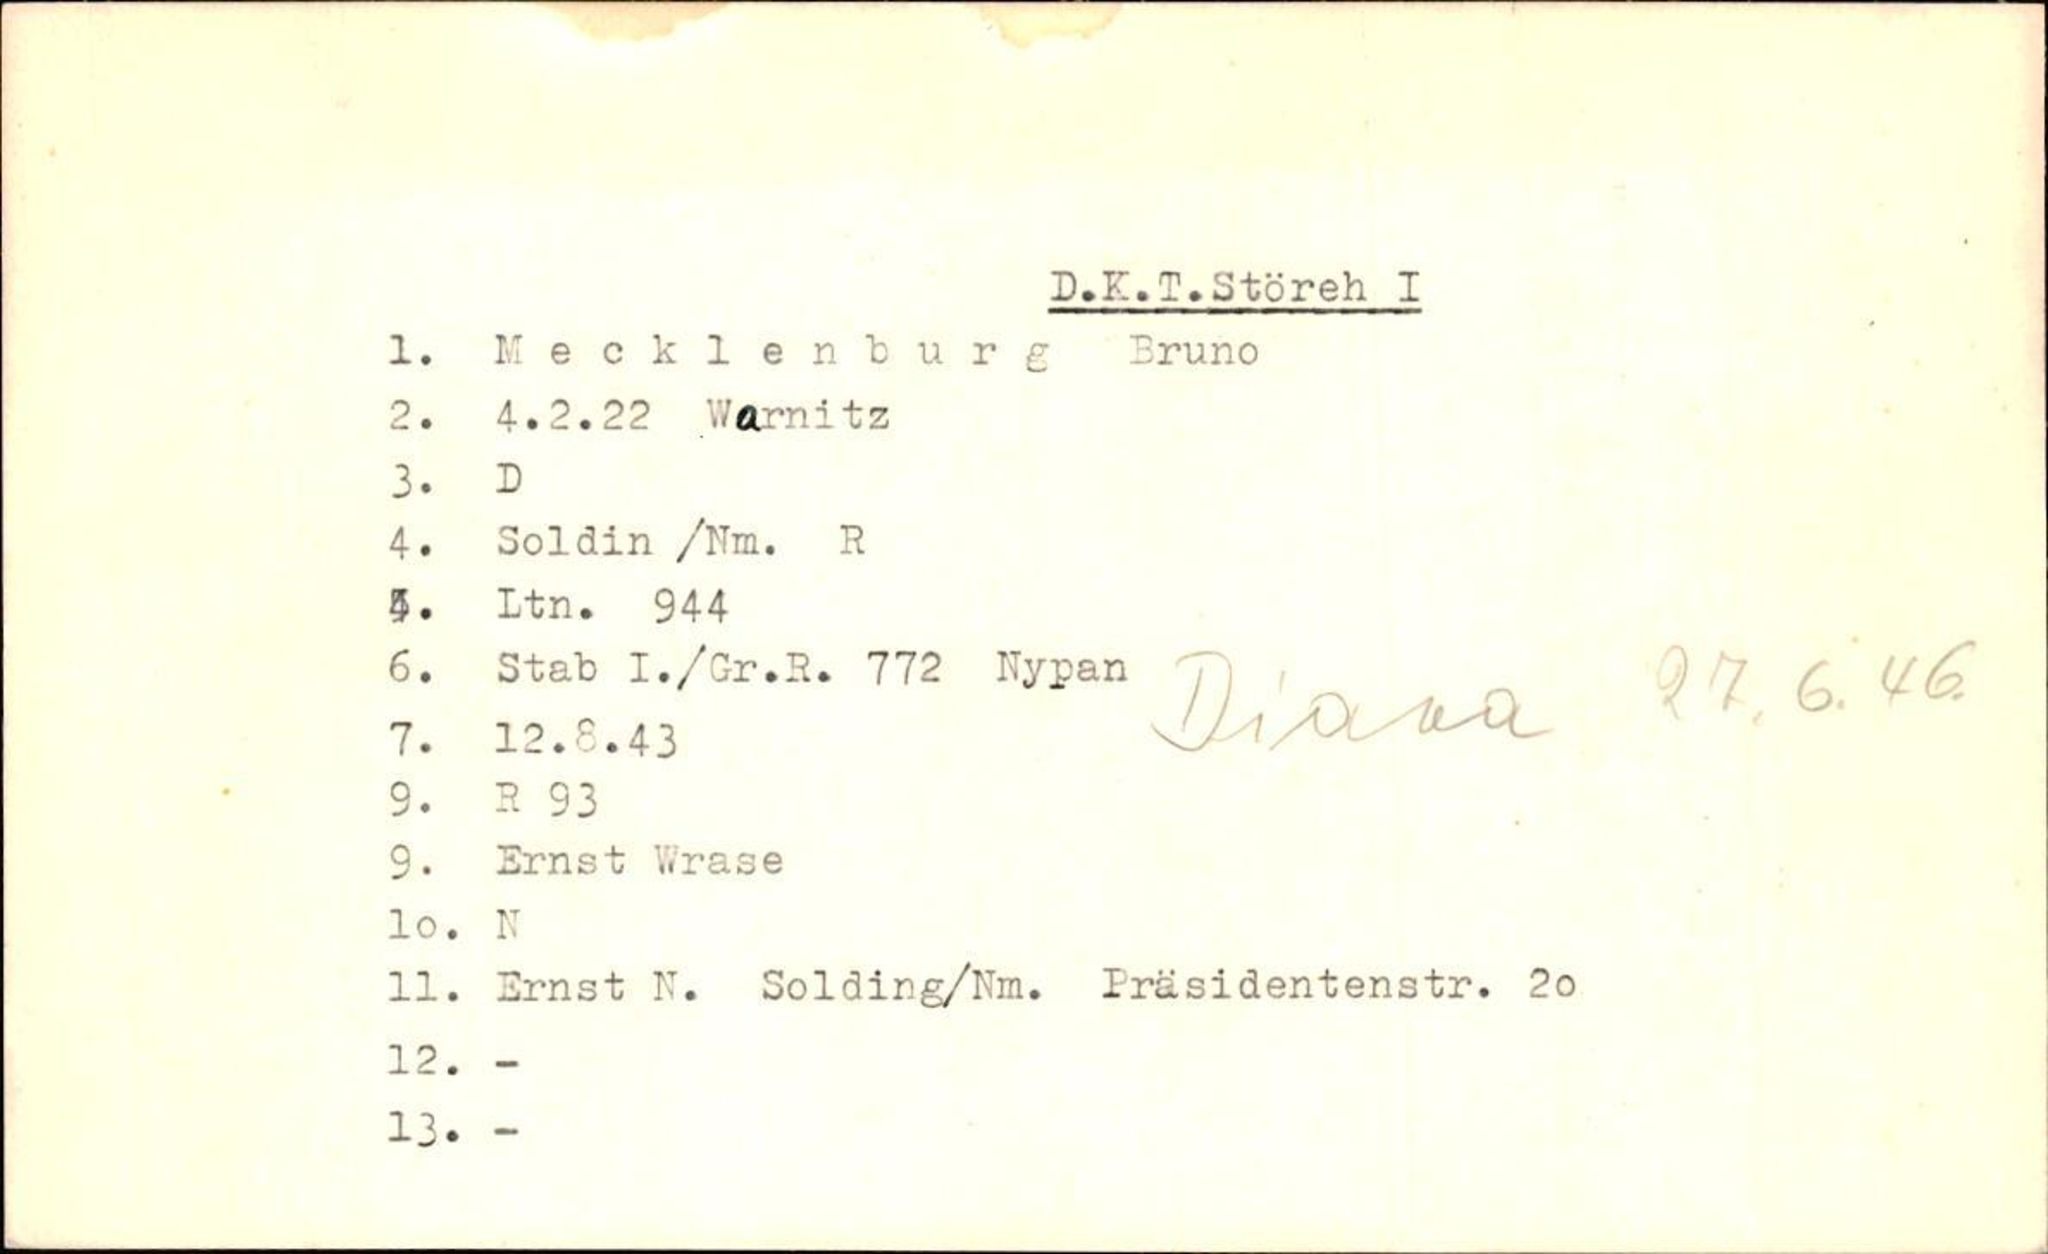 D.K.T.Störeh I
1. M e c k l e n b u r g Bruno
2. 4.2.22 Warnitz
3. D
4. Soldin /Nm. R
5. Ltn. 944
6. Stab I./Gr.R. 772 Nypan Diana 27.6.46.
7. 12.8.43
9. R 93
9. Ernst Wrase
1o. N
11. Ernst N. Solding/Nm. Präsidentenstr. 2o
12. -
13. -